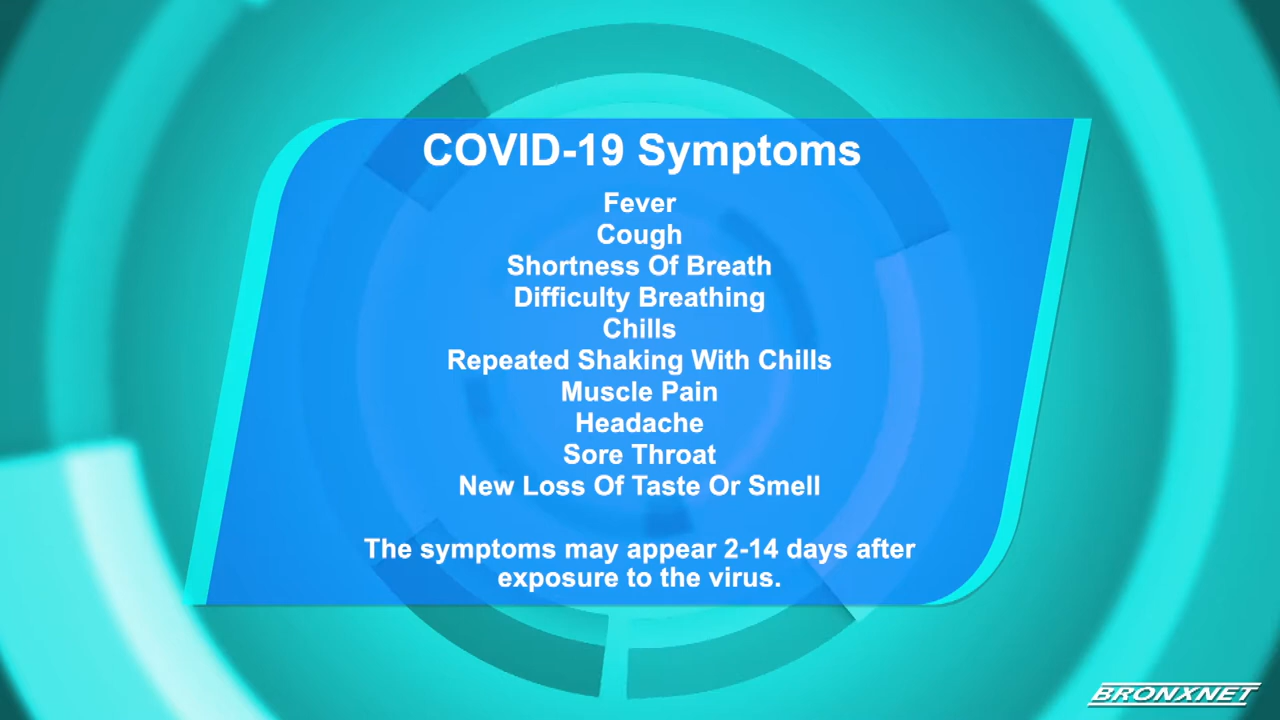 COVID-19 Symptoms
Fever
Cough
Shortness Of Breath
Difficulty Breathing
Chills
Repeated Shaking With Chills
Muscle Pain
Headache
Sore Throat
New Loss Of Taste Or Smell
The symptoms may appear 2-14 days after
exposure to the virus.
BRONXNET